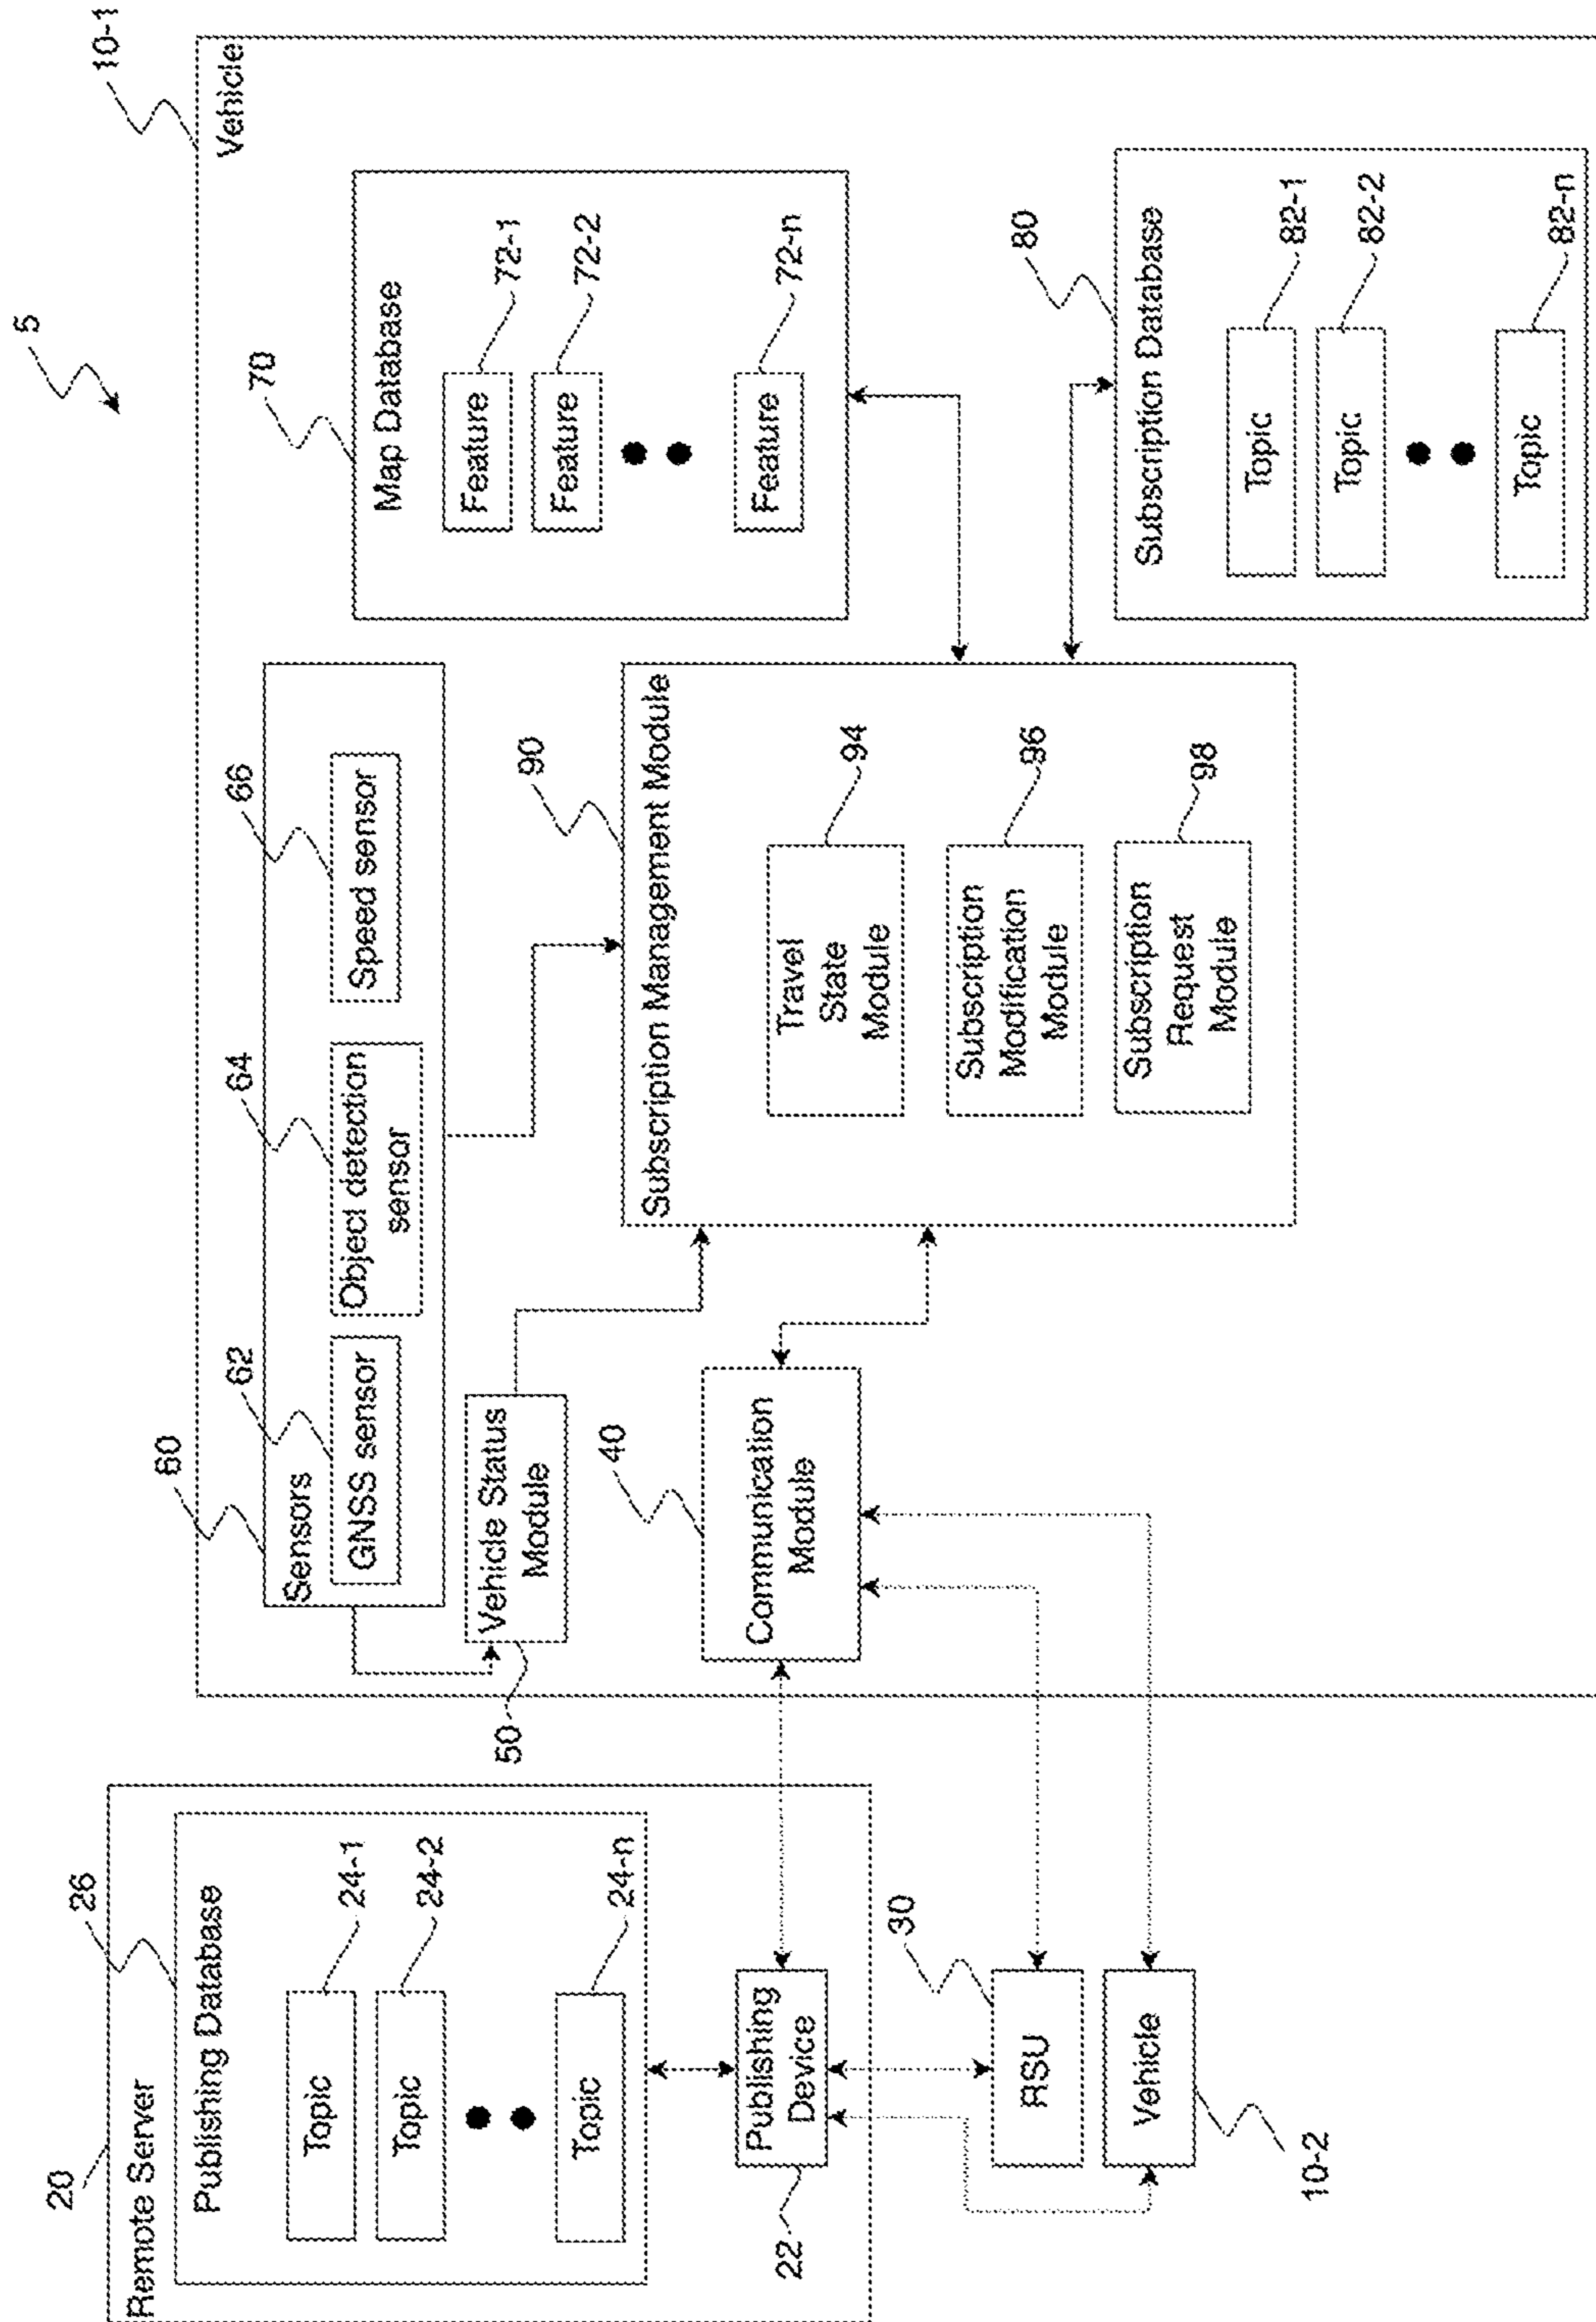 5
10-1
Vehicle
20
Remote Server
26
Publishing Database
Topic
24-1
Topic
24-2
Topic
24-n
Publishing
Device
22
30
RSU
Vehicle
10-2
60
Sensors
62
GNSS sensor
64
Object detection
sensor
66
Speed sensor
Vehicle Status
Module
50
40
Communication
Module
90
Subscription Management Module
Travel
State
Module
94
Subscription
Modification
Module
96
Subscription
Request
Module
98
70
Map Database
Feature
72-1
Feature
72-2
Feature
72-n
80
Subscription Database
Topic
82-1
Topic
82-2
Topic
82-n